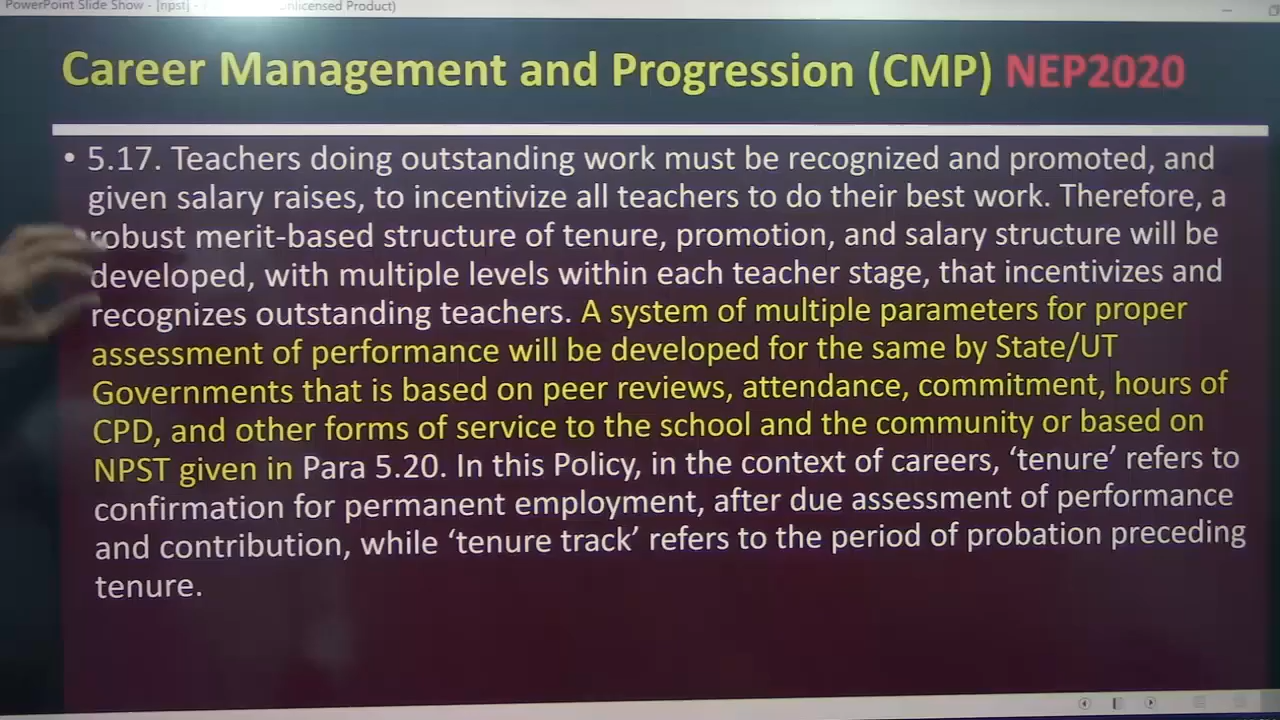 PowerPoint Slide Show - [npst] - nlicensed Product)
Career Management and Progression (CMP) NEP2020
• 5.17. Teachers doing outstanding work must be recognized and promoted, and
given salary raises, to incentivize all teachers to do their best work. Therefore, a
robust merit-based structure of tenure, promotion, and salary structure will be
developed, with multiple levels within each teacher stage, that incentivizes and
recognizes outstanding teachers. A system of multiple parameters for proper
assessment of performance will be developed for the same by State/UT
Governments that is based on peer reviews, attendance, commitment, hours of
CPD, and other forms of service to the school and the community or based on
NPST given in Para 5.20. In this Policy, in the context of careers, ‘tenure’ refers to
confirmation for permanent employment, after due assessment of performance
and contribution, while ‘tenure track’ refers to the period of probation preceding
tenure.